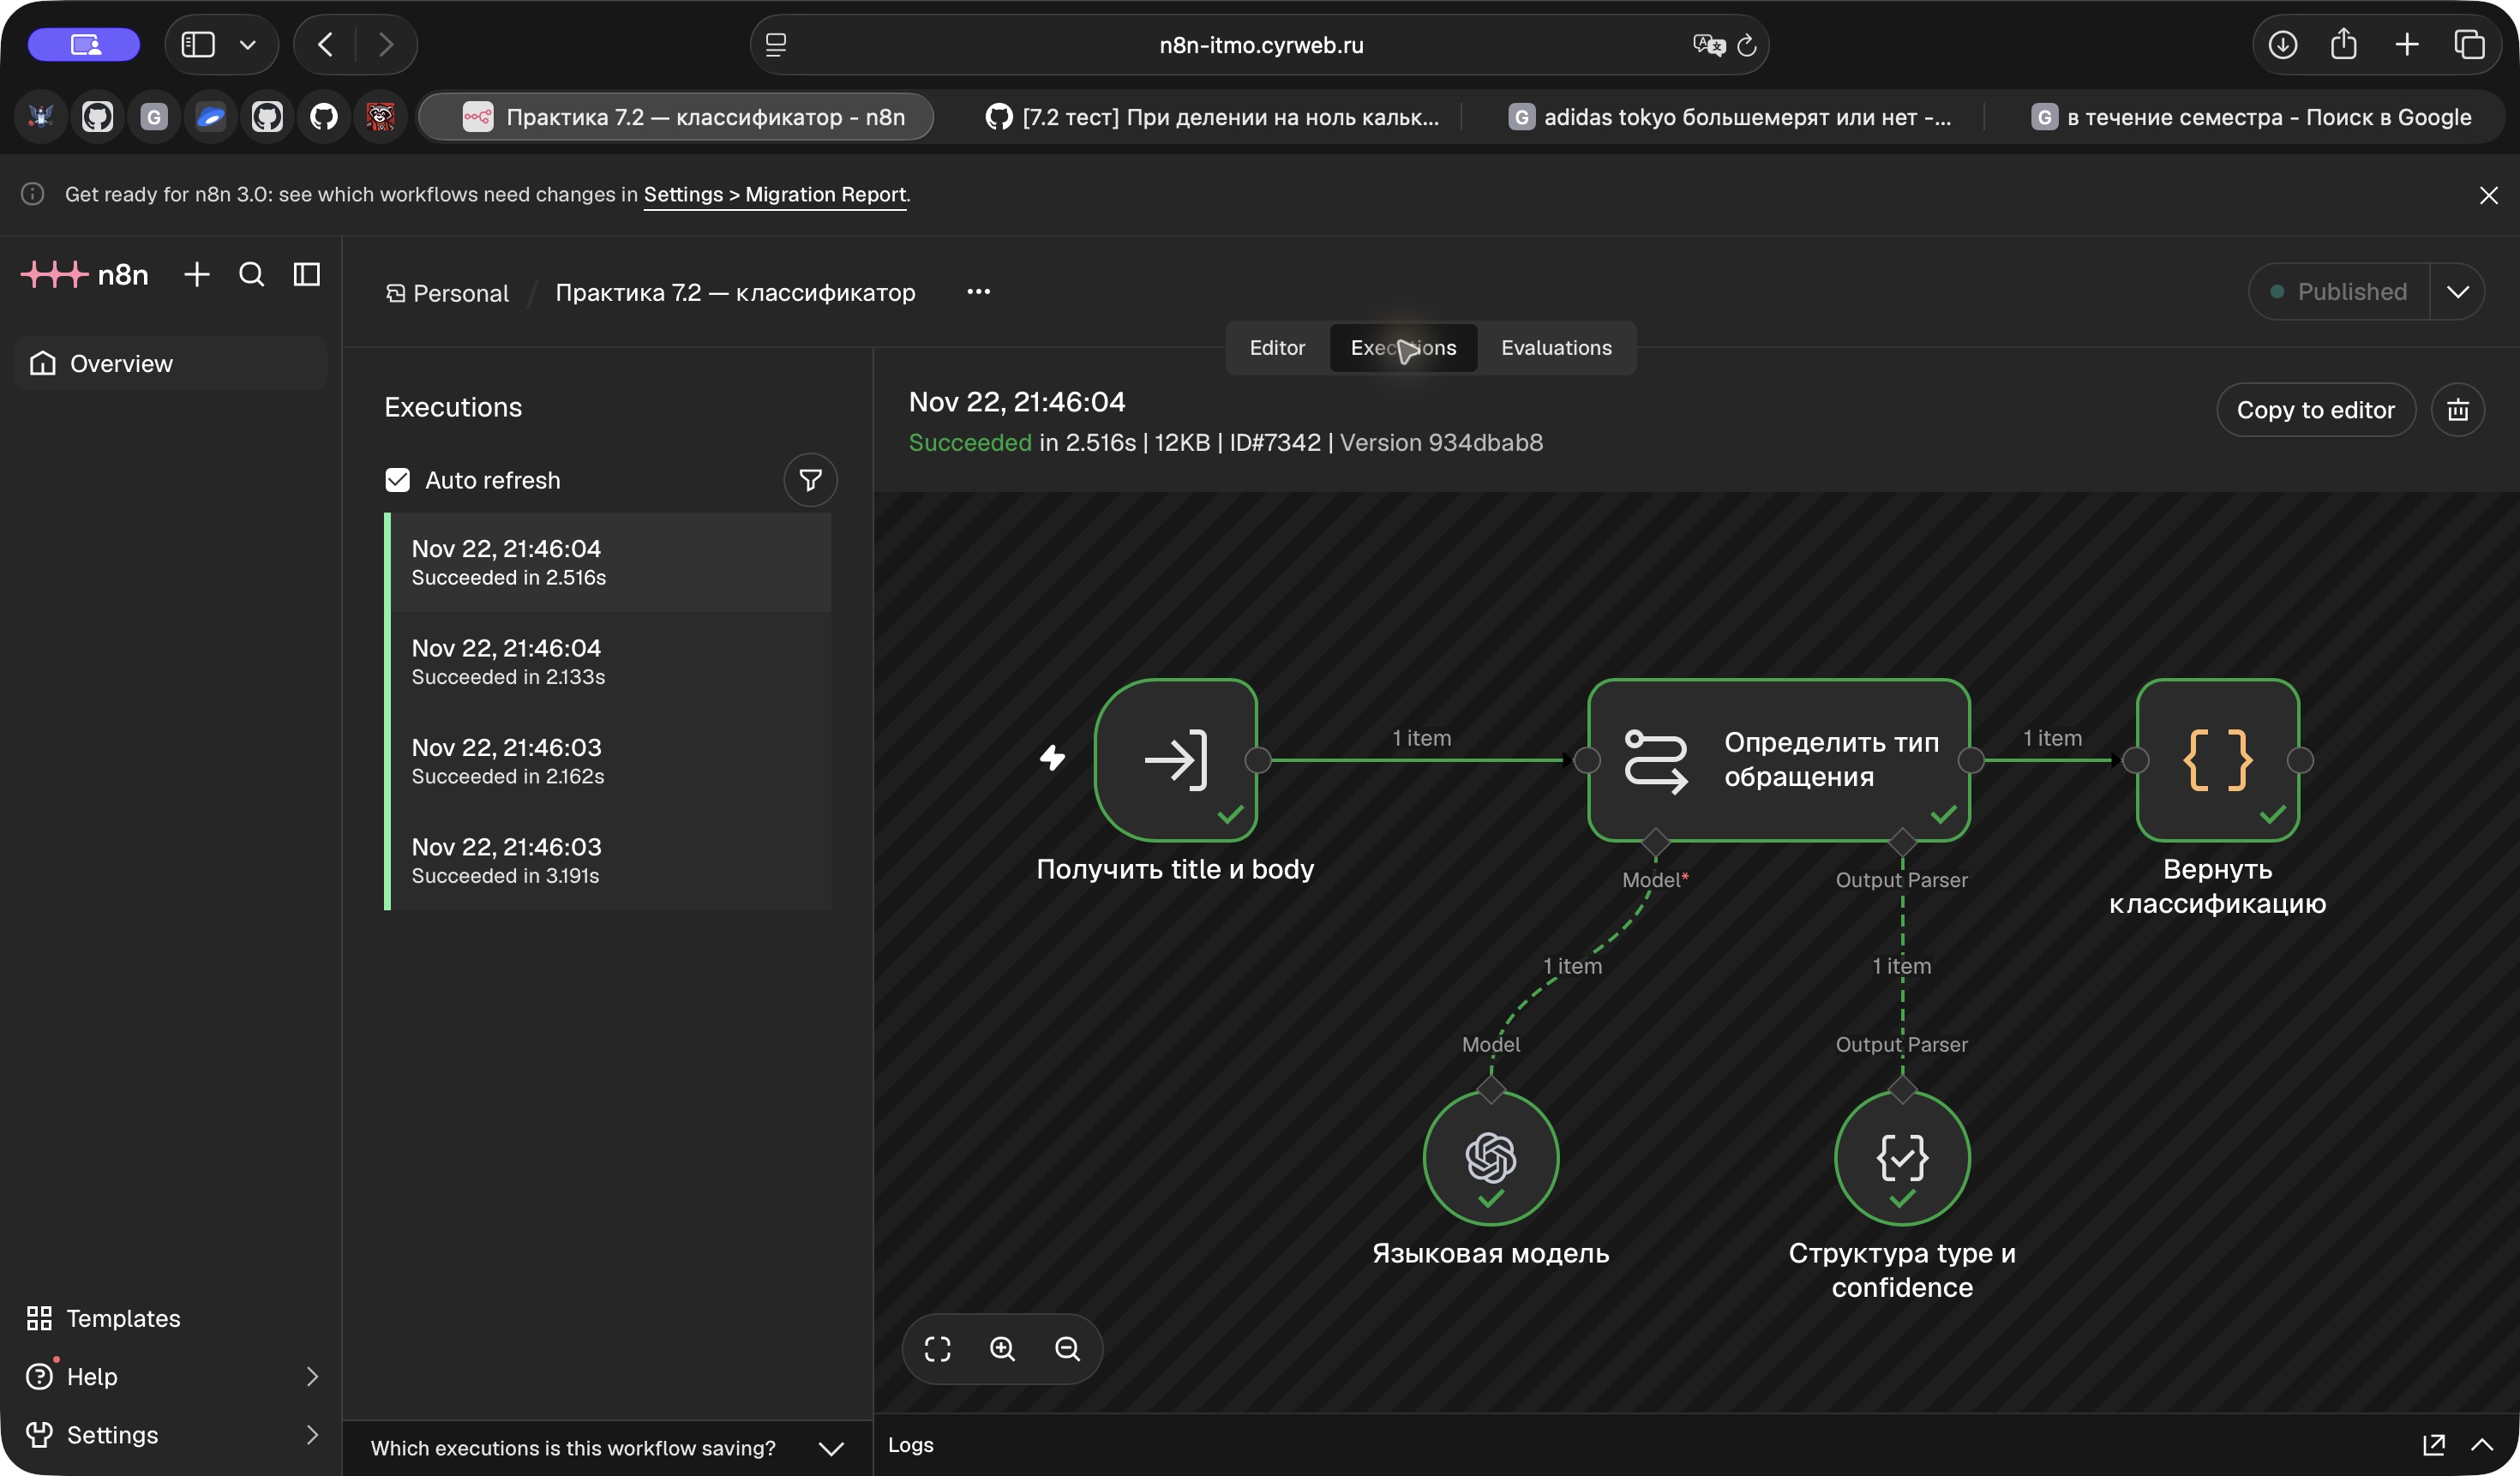 n8n-itmo.cyrweb.ru
Практика 7.2 — классификатор - n8n
[7.2 тест] При делении на ноль кальк...
G adidas tokyo большемерят или нет -...
G в течение семестра - Поиск в Google
G
Get ready for n8n 3.0: see which workflows need changes in Settings > Migration Report.
n8n
Personal / Практика 7.2 — классификатор
Published
Overview
Editor
Executions
Evaluations
Executions
Auto refresh
Nov 22, 21:46:04
Succeeded in 2.516s
Nov 22, 21:46:04
Succeeded in 2.133s
Nov 22, 21:46:03
Succeeded in 2.162s
Nov 22, 21:46:03
Succeeded in 3.191s
Nov 22, 21:46:04
Succeeded in 2.516s | 12KB | ID#7342 | Version 934dbab8
Copy to editor
1 item
Определить тип
обращения
1 item
Получить title и body
Model*
Output Parser
Вернуть
классификацию
1 item
1 item
Model
Output Parser
Языковая модель
Структура type и
confidence
Templates
Help
Settings
Which executions is this workflow saving?
Logs